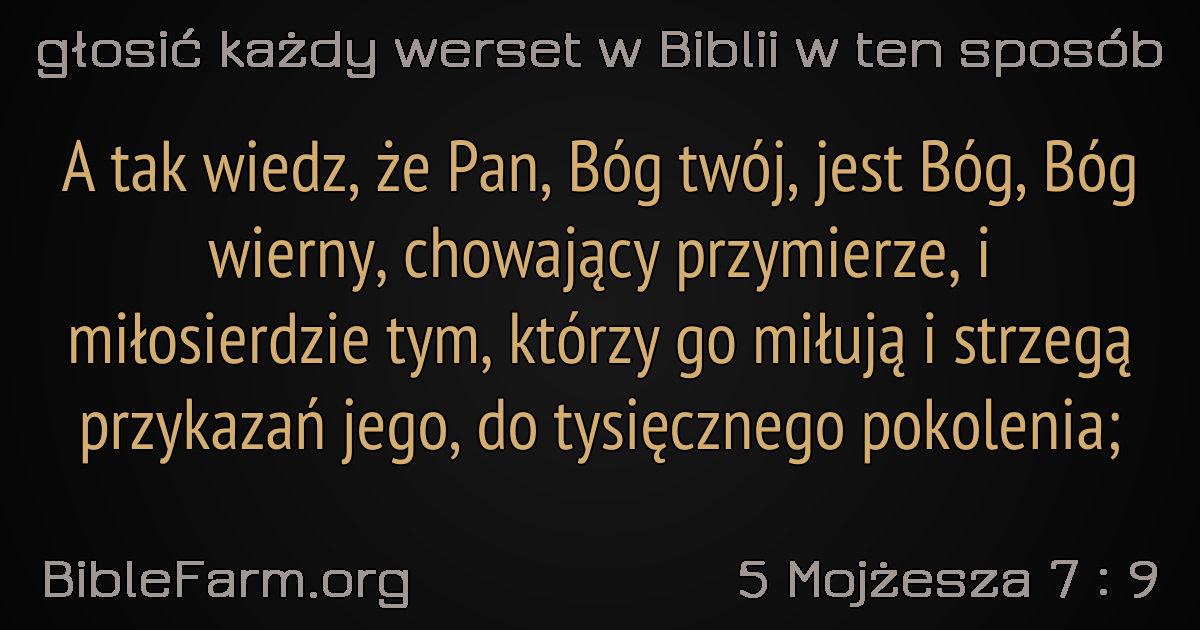 głosić każdy werset w Biblii w ten sposób
A tak wiedz, że Pan, Bóg twój, jest Bóg, Bóg
wierny, chowający przymierze, i
miłosierdzie tym, którzy go miłują i strzegą
przykazań jego, do tysięcznego pokolenia;
BibleFarm.org
5 Mojżesza 7 : 9